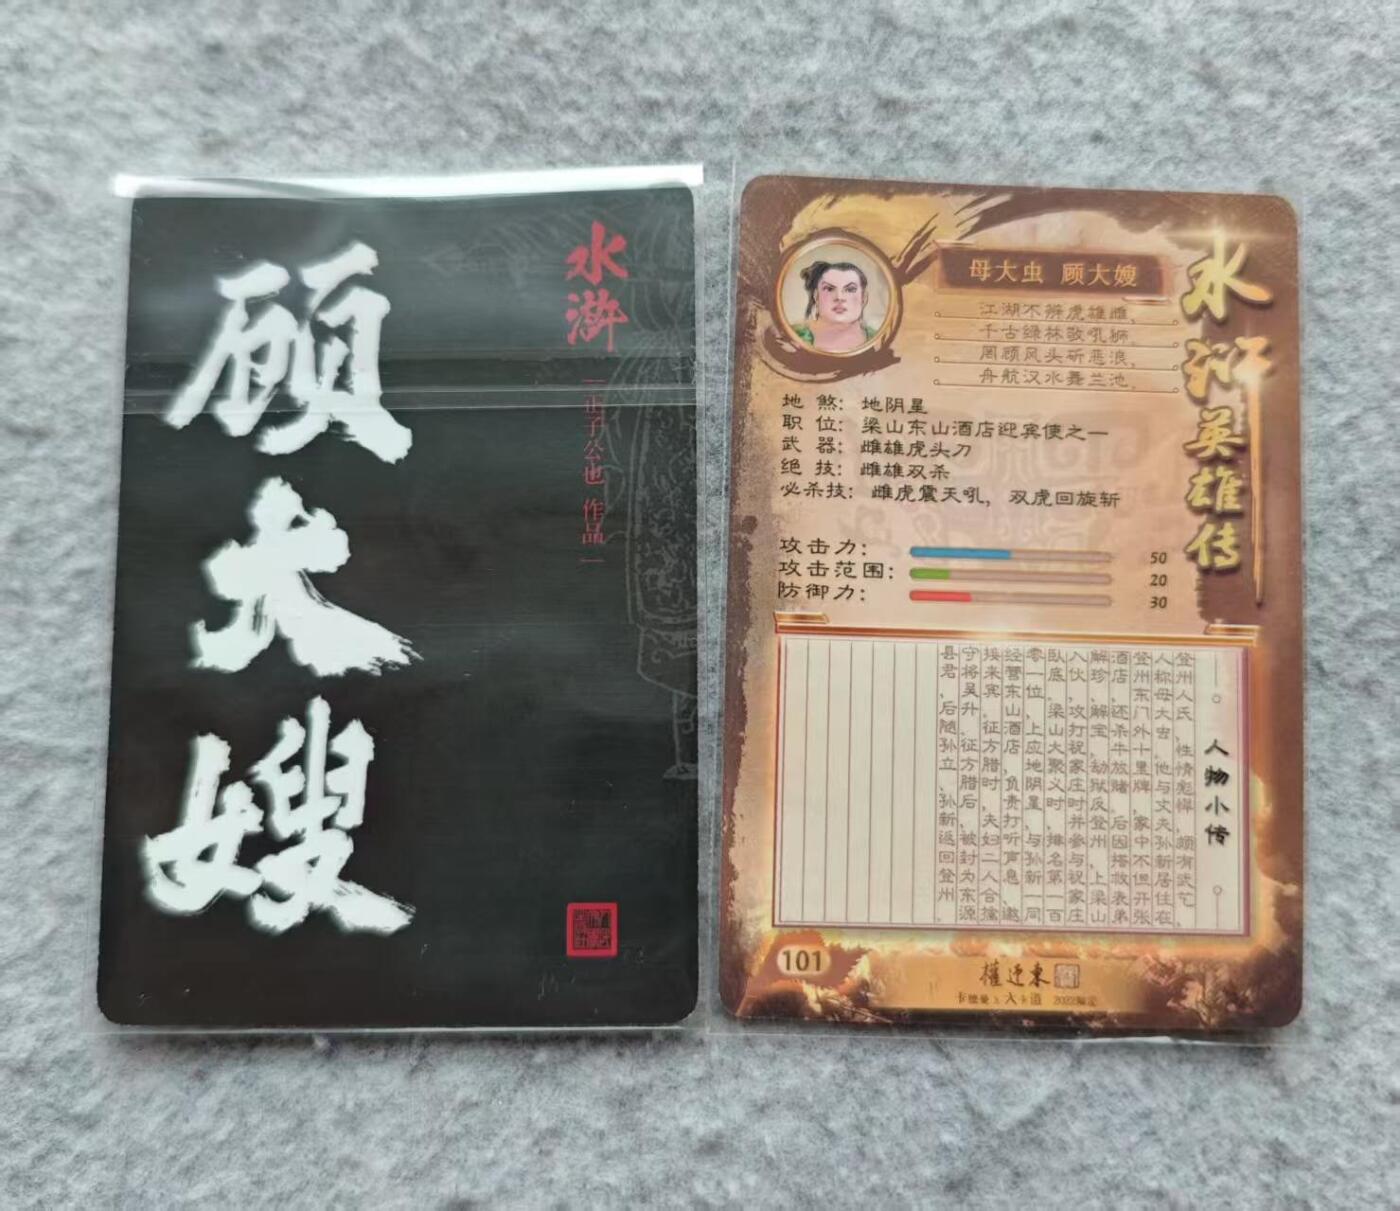 顾大嫂
水浒
正子公也 作品
水浒英雄传
母大虫 顾大嫂
江湖不辨虎雄雌，
千古绿林敬吼狮。
罔顾风头斩恶浪，
舟航汉水舞兰池。
地 煞： 地阴星
职 位： 梁山东山酒店迎宾使之一
武 器： 雌雄虎头刀
绝 技： 雌雄双杀
必杀技： 雌虎震天吼， 双虎回旋斩
攻击力： 50
攻击范围： 20
防御力： 30
人物小传
登州人氏，性情彪悍，颇有武艺，
人称母大虫，他与丈夫孙新居住在
登州东门外十里牌，家中不但开张
酒店，还杀牛放赌。后因搭救表弟
解珍、解宝，劫狱反登州，上梁山
入伙，攻打祝家庄时并参与祝家庄
卧底。梁山大聚义时，排名第一百
零一位，上应地阴星，与孙新一同
经营东山酒店，负责打听声息，邀
接来宾。征方腊时，夫妇二人合擒
守将吴升。征方腊后，被封为东源
县君，后随孙立、孙新返回登州。
101
權迎東